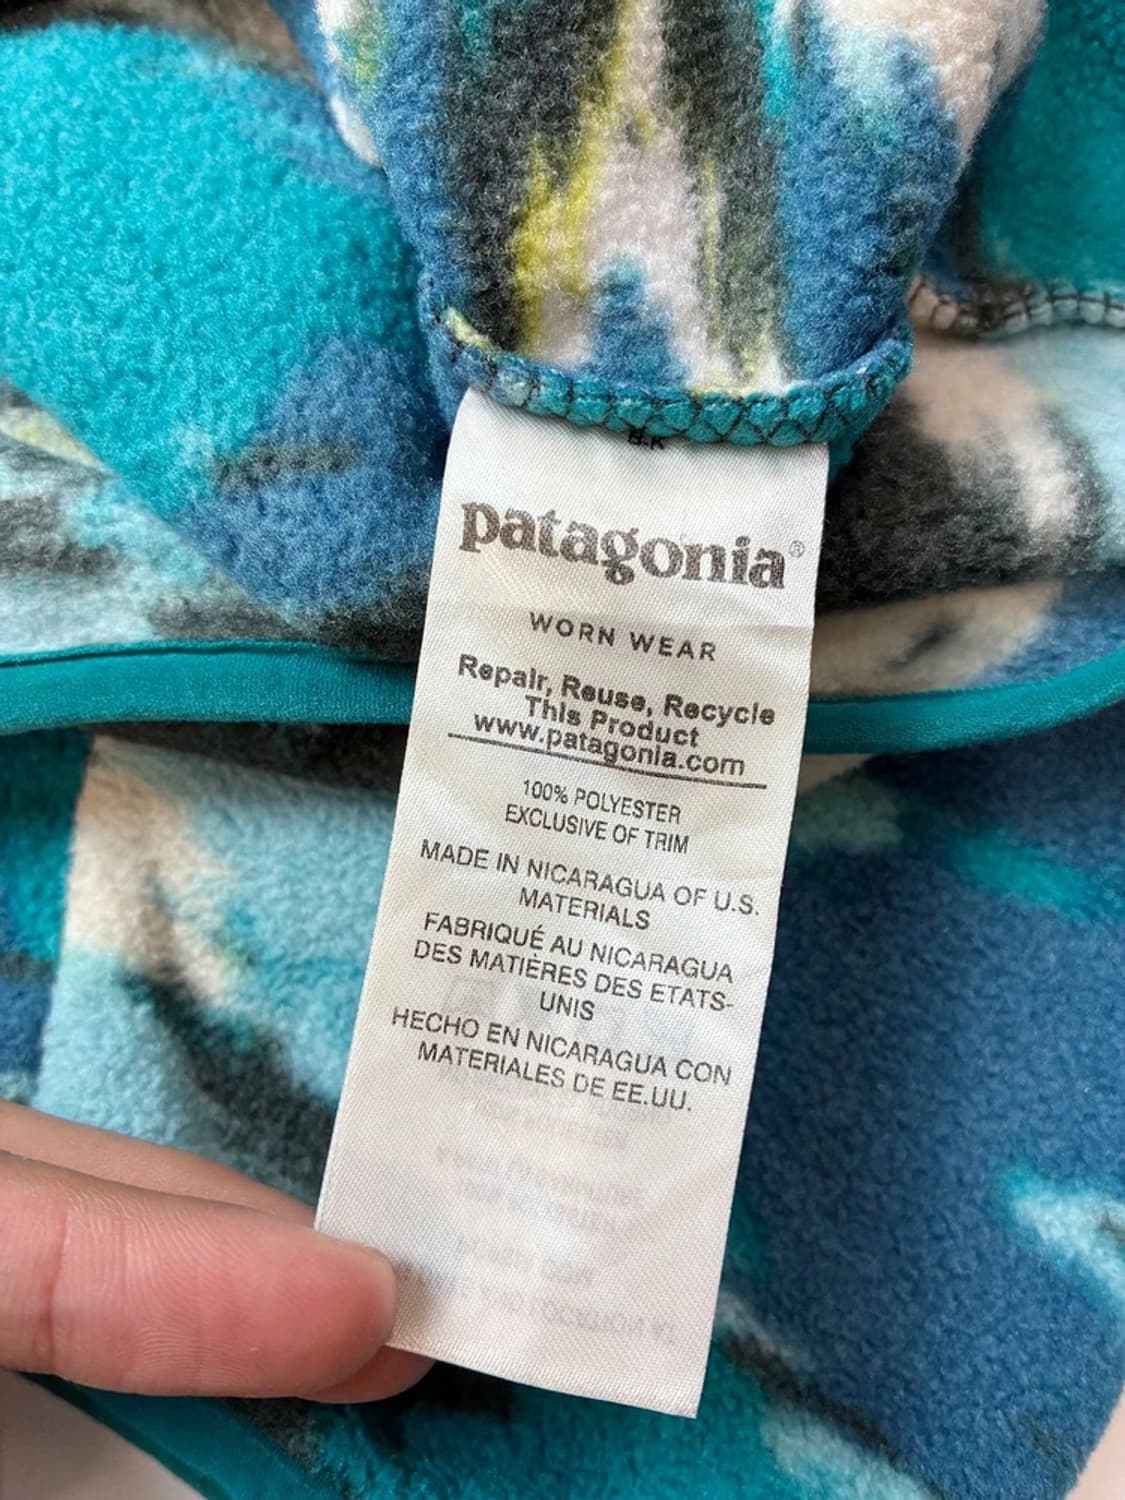 patagonia®
WORN WEAR
Repair, Reuse, Recycle
This Product
www.patagonia.com
100% POLYESTER
EXCLUSIVE OF TRIM
MADE IN NICARAGUA OF U.S.
MATERIALS
FABRIQUÉ AU NICARAGUA
DES MATIÈRES DES ETATS-
UNIS
HECHO EN NICARAGUA CON
MATERIALES DE EE.UU.